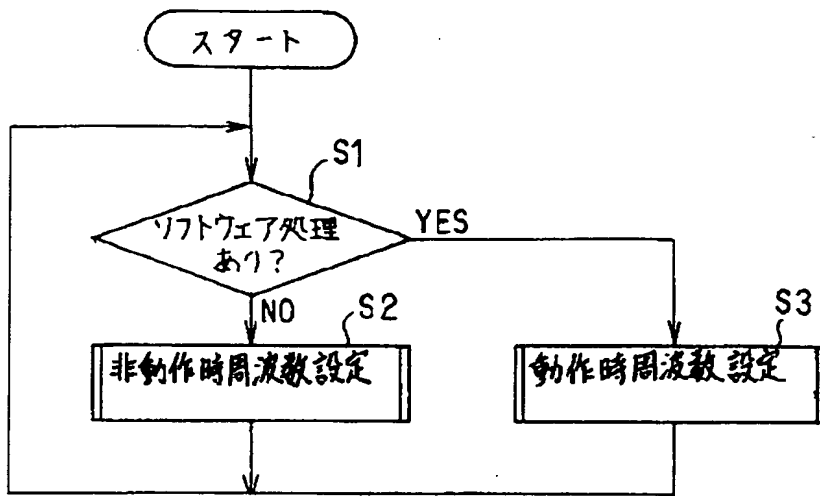 スタート
S1
ソフトウェア処理
あり?
YES
NO
S2
非動作時周波数設定
S3
動作時周波数設定